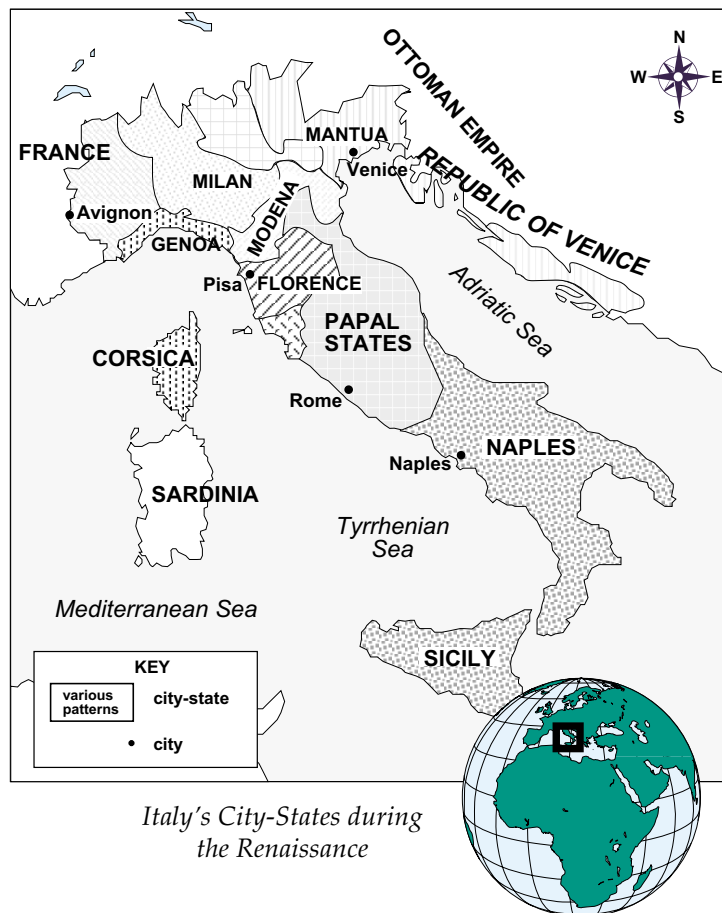 N
W E
S
OTTOMAN EMPIRE
REPUBLIC OF VENICE
FRANCE
MANTUA
Venice
MILAN
Avignon
GENOA
MODENA
Pisa
FLORENCE
Adriatic Sea
PAPAL
STATES
CORSICA
Rome
NAPLES
Naples
SARDINIA
Tyrrhenian
Sea
Mediterranean Sea
SICILY
KEY
various
patterns
city-state
city
Italy's City-States during
the Renaissance